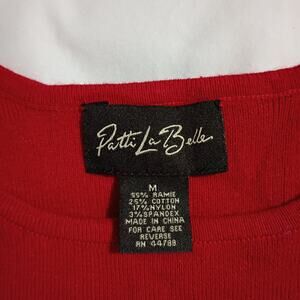 Patti LaBelle
M
55% RAMIE
25% COTTON
17% NYLON
3% SPANDEX
MADE IN CHINA
FOR CARE SEE
REVERSE
RN 44788